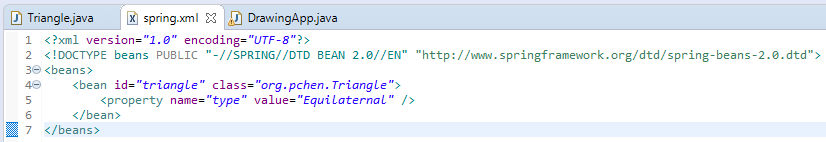 Triangle.java spring.xml DrawingApp.java
1 <?xml version="1.0" encoding="UTF-8"?>
2 <!DOCTYPE beans PUBLIC "-//SPRING//DTD BEAN 2.0//EN" "http://www.springframework.org/dtd/spring-beans-2.0.dtd">
3 <beans>
4 <bean id="triangle" class="org.pchen.Triangle">
5 <property name="type" value="Equilaternal" />
6 </bean>
7 </beans>